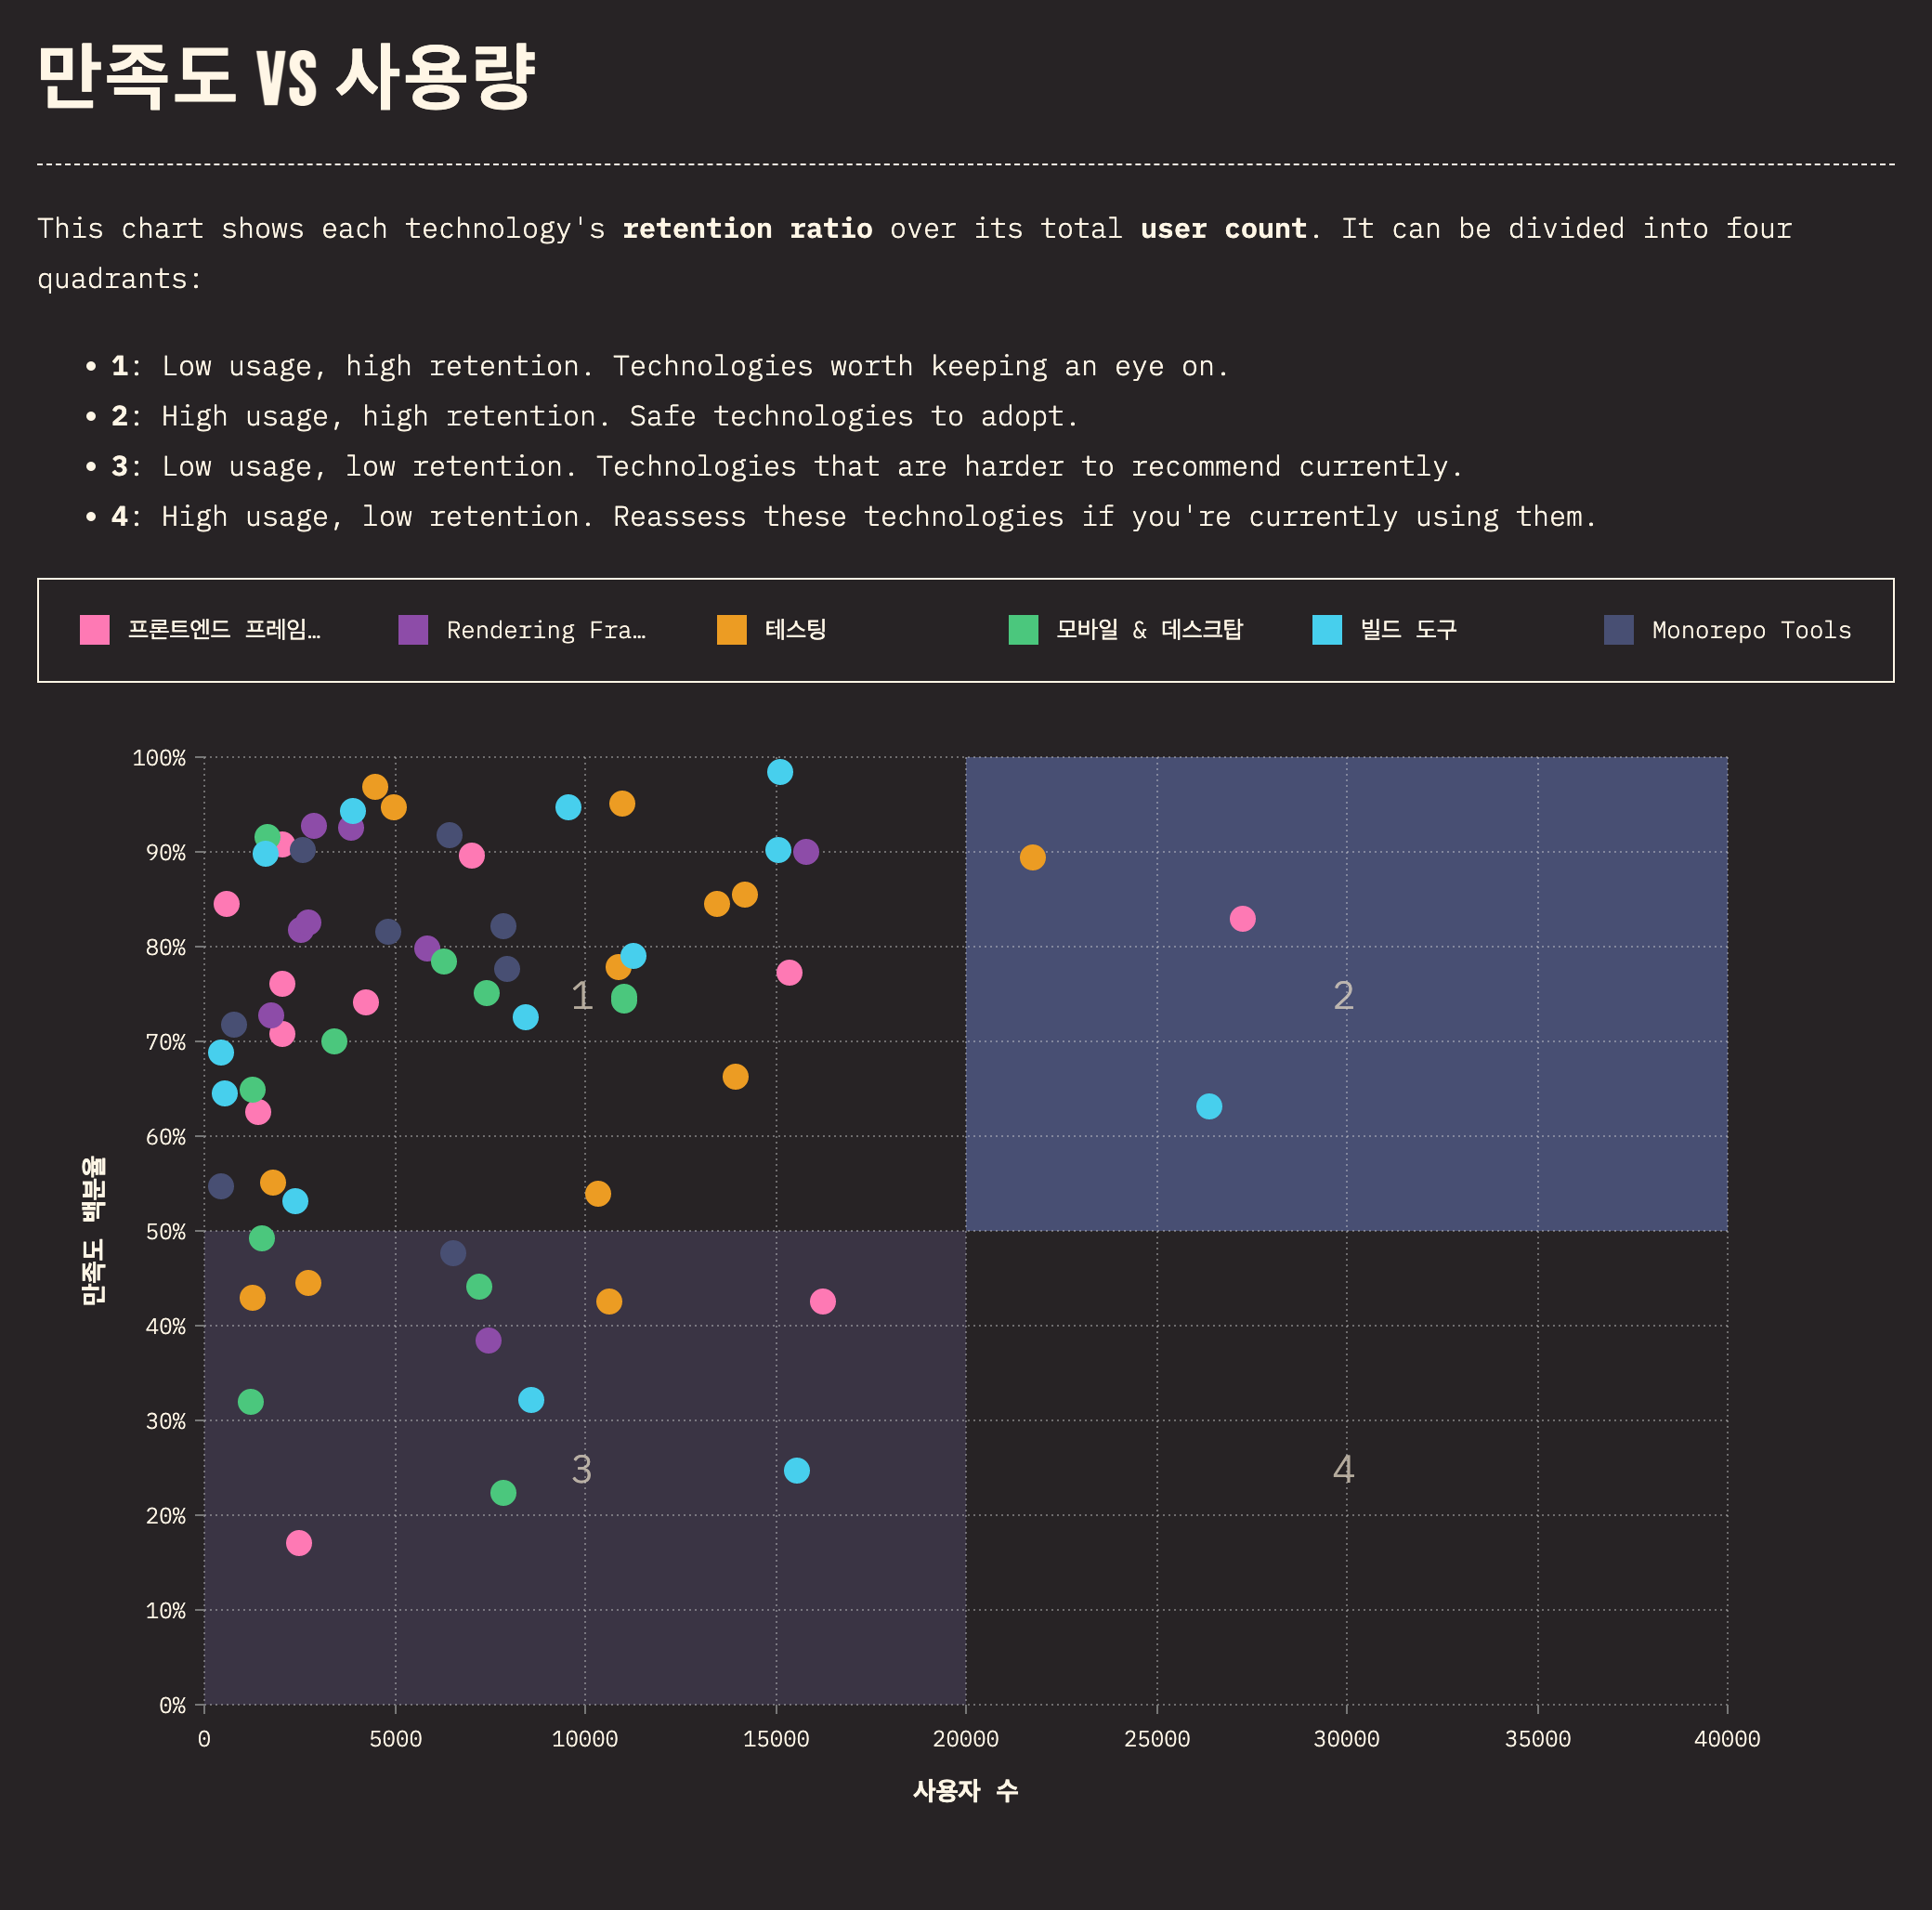 만족도 VS 사용량
This chart shows each technology's retention ratio over its total user count. It can be divided into four
quadrants:
1: Low usage, high retention. Technologies worth keeping an eye on.
2: High usage, high retention. Safe technologies to adopt.
3: Low usage, low retention. Technologies that are harder to recommend currently.
4: High usage, low retention. Reassess these technologies if you're currently using them.
프론트엔드 프레임… Rendering Fra… 테스팅 모바일 & 데스크탑 빌드 도구 Monorepo Tools
100%
90%
80%
1 2
70%
60%
만족도 백분율
50%
40%
30%
3 4
20%
10%
0%
0 5000 10000 15000 20000 25000 30000 35000 40000
사용자 수